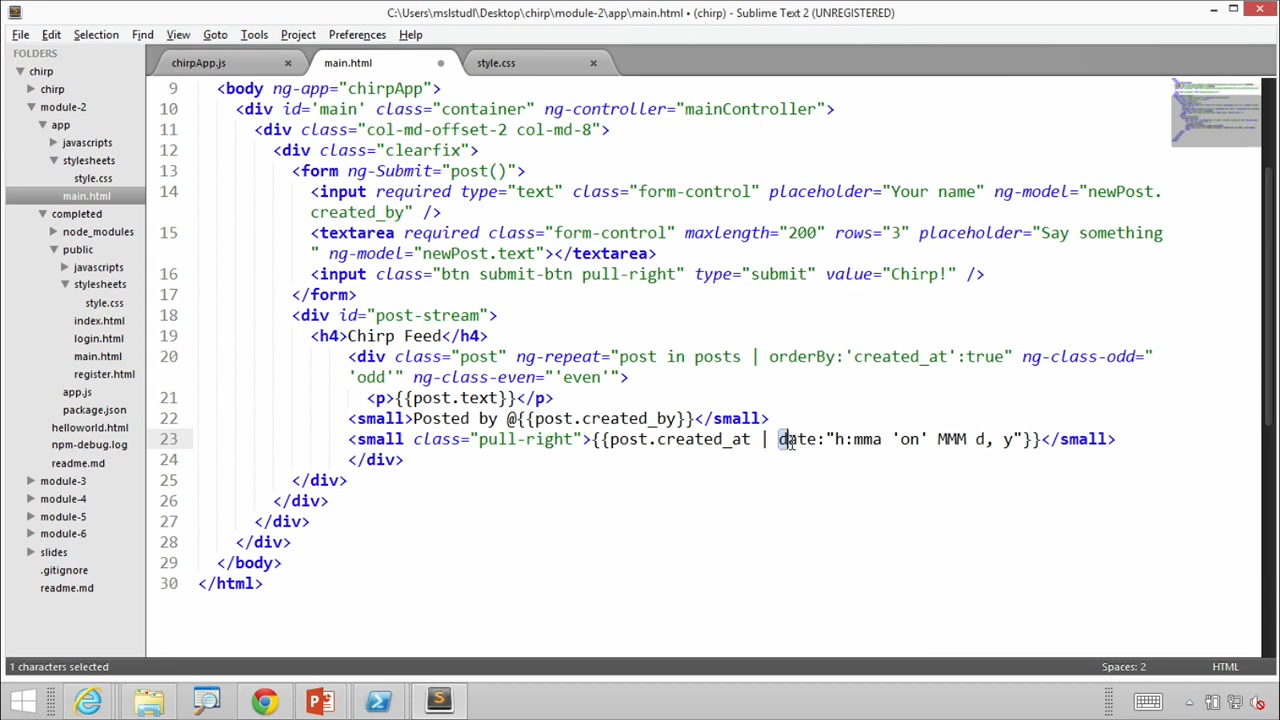 C:\Users\mslstudl\Desktop\chirp\module-2\app\main.html • (chirp) - Sublime Text 2 (UNREGISTERED)
File Edit Selection Find View Goto Tools Project Preferences Help
FOLDERS
chirp
chirp
module-2
app
javascripts
stylesheets
style.css
main.html
completed
node_modules
public
javascripts
stylesheets
style.css
index.html
login.html
main.html
register.html
app.js
package.json
helloworld.html
npm-debug.log
readme.md
module-3
module-4
module-5
module-6
slides
.gitignore
readme.md
chirpApp.js × main.html • style.css ×
9 <body ng-app="chirpApp">
10 <div id='main" class="container" ng-controller="mainController">
11 <div class="col-md-offset-2 col-md-8">
12 <div class="clearfix">
13 <form ng-Submit="post()">
14 <input required type="text" class="form-control" placeholder="Your name" ng-model="newPost.
created_by" />
15 <textarea required class="form-control" maxlength="200" rows="3" placeholder="Say something
" ng-model="newPost.text"></textarea>
16 <input class="btn submit-btn pull-right" type="submit" value="Chirp!" />
17 </form>
18 <div id="post-stream">
19 <h4>Chirp Feed</h4>
20 <div class="post" ng-repeat="post in posts | orderBy:'created_at':true" ng-class-odd="
'odd'" ng-class-even="'even'">
21 <p>{{post.text}}</p>
22 <small>Posted by @{{post.created_by}}</small>
23 <small class="pull-right">{{post.created_at | date:"h:mma 'on' MMM d, y"}}</small>
24 </div>
25 </div>
26 </div>
27 </div>
28 </div>
29 </body>
30 </html>
1 characters selected
Spaces: 2 HTML